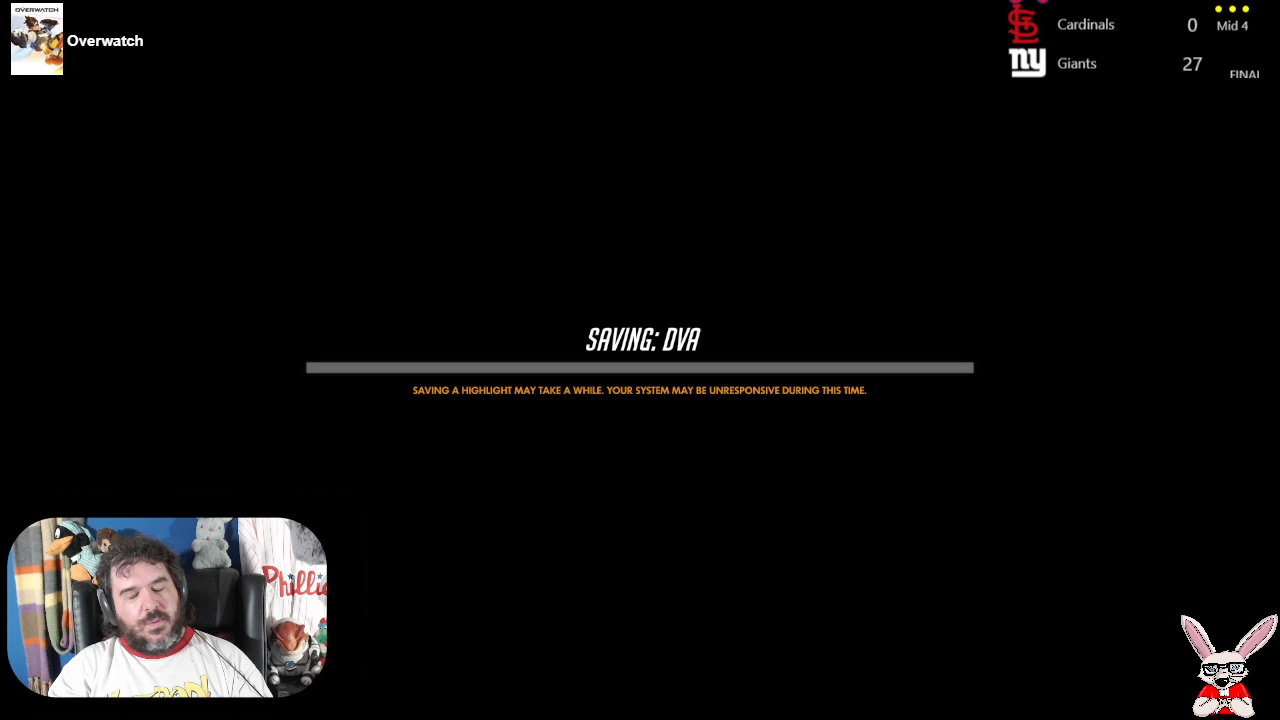 OVERWATCH
Overwatch
Cardinals 0 Mid 4
Giants 27
FINAL
SAVING: DVA
SAVING A HIGHLIGHT MAY TAKE A WHILE. YOUR SYSTEM MAY BE UNRESPONSIVE DURING THIS TIME.
Phillie